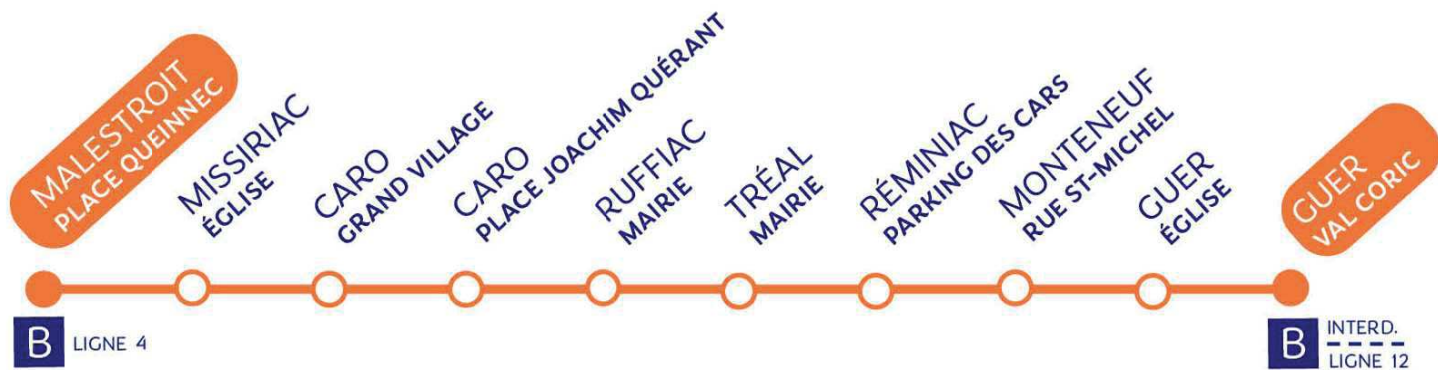 MALESTROIT
PLACE QUEINNEC
MISSIRIAC
ÉGLISE
CARO
GRAND VILLAGE
CARO
PLACE JOACHIM QUÉRANT
RUFFIAC
MAIRIE
TRÉAL
MAIRIE
RÉMINIAC
PARKING DES CARS
MONTENEUF
RUE ST-MICHEL
GUER
ÉGLISE
GUER
VAL CORIC
B LIGNE 4
B INTERD.
LIGNE 12